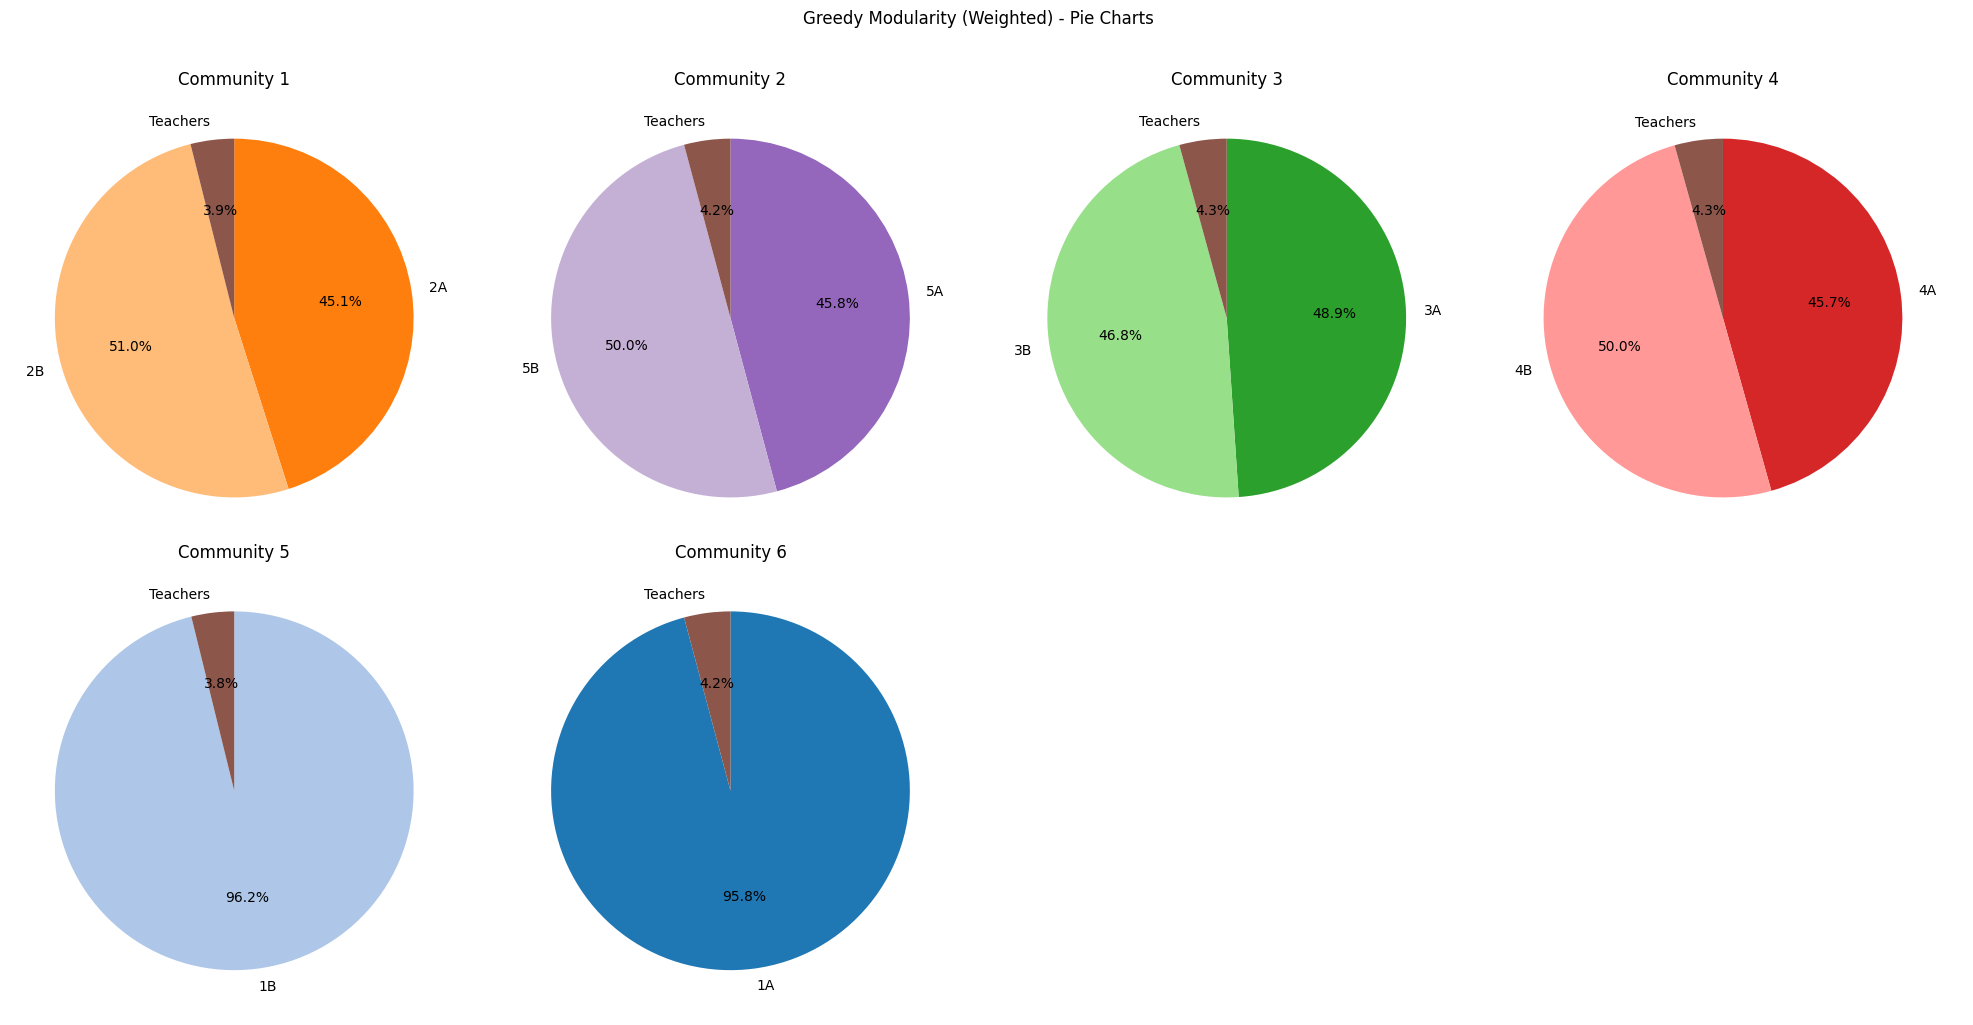 Greedy Modularity (Weighted) - Pie Charts
Community 1
Teachers
3.9%
45.1%
2A
51.0%
2B
Community 2
Teachers
4.2%
45.8%
5A
50.0%
5B
Community 3
Teachers
4.3%
48.9%
3A
46.8%
3B
Community 4
Teachers
4.3%
45.7%
4A
50.0%
4B
Community 5
Teachers
3.8%
96.2%
1B
Community 6
Teachers
4.2%
95.8%
1A